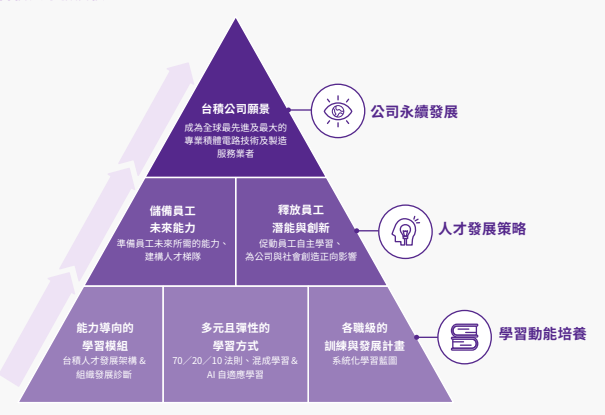 台積公司願景
成為全球最先進及最大的
專業積體電路技術及製造
服務業者
公司永續發展
儲備員工
未來能力
準備員工未來所需的能力、
建構人才梯隊
釋放員工
潛能與創新
促動員工自主學習、
為公司與社會創造正向影響
人才發展策略
能力導向的
學習模組
台積人才發展架構 &
組織發展診斷
多元且彈性的
學習方式
70／20／10 法則、混成學習 &
AI 自適應學習
各職級的
訓練與發展計畫
系統化學習藍圖
學習動能培養